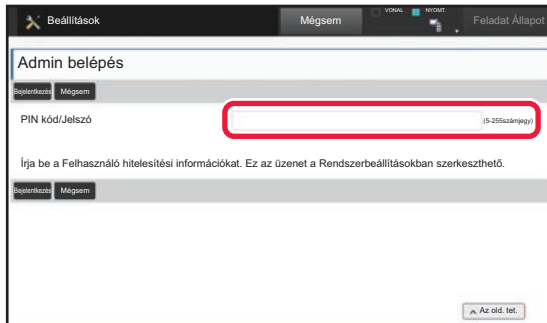 Beállítások
Mégsem
VONAL
NYOMT.
Feladat Állapot
Admin belépés
Bejelentkezés Mégsem
PIN kód/Jelszó
(5-255számjegy)
Írja be a Felhasználó hitelesítési információkat. Ez az üzenet a Rendszerbeállításokban szerkeszthető.
Bejelentkezés Mégsem
Az old. tet.